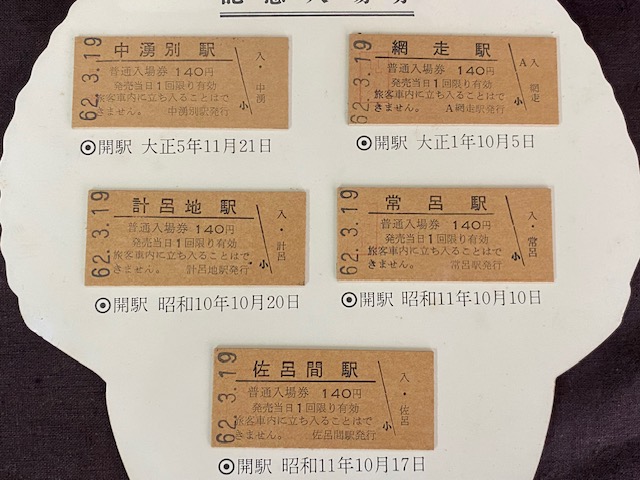 記念入場券
中湧別駅
普通入場券 140円
発売当日1回限り有効
旅客車内に立ち入ることはで
きません。 中湧別駅発行
62.3.19
入・中湧
小
◉開駅 大正5年11月21日
網走駅
普通入場券 140円
発売当日1回限り有効
旅客車内に立ち入ることはで
きません。 A網走駅発行
62.3.19
A 入 網走
小
◉開駅 大正1年10月5日
計呂地駅
普通入場券 140円
発売当日1回限り有効
旅客車内に立ち入ることはで
きません。 計呂地駅発行
62.3.19
入・計呂
小
◉開駅 昭和10年10月20日
常呂駅
普通入場券 140円
発売当日1回限り有効
旅客車内に立ち入ることはで
きません。 常呂駅発行
62.3.19
入・常呂
小
◉開駅 昭和11年10月10日
佐呂間駅
普通入場券 140円
発売当日1回限り有効
旅客車内に立ち入ることはで
きません。 佐呂間駅発行
62.3.19
入・佐呂
小
◉開駅 昭和11年10月17日